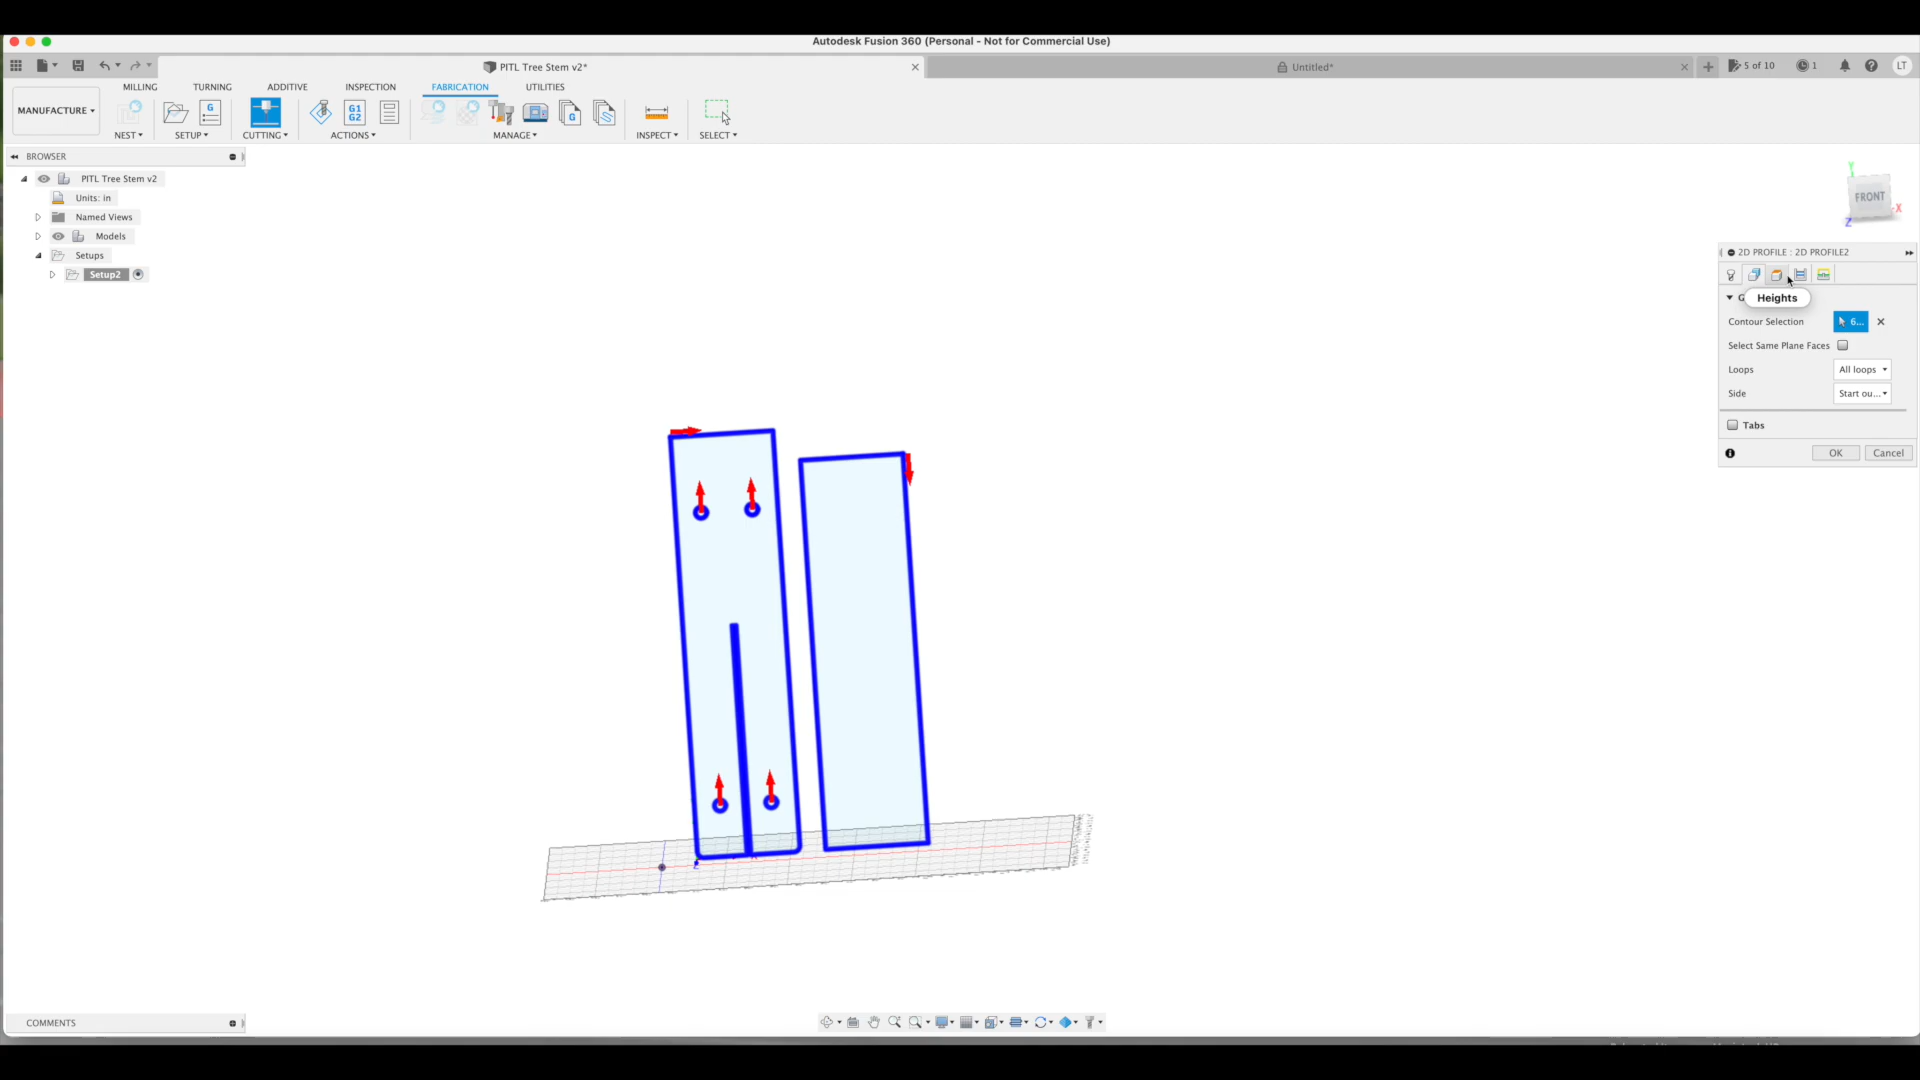 Autodesk Fusion 360 (Personal - Not for Commercial Use)
PITL Tree Stem v2*
Untitled*
5 of 10
1
LT
MILLING
TURNING
ADDITIVE
INSPECTION
FABRICATION
UTILITIES
MANUFACTURE
G
G1
G2
G
NEST
SETUP
CUTTING
ACTIONS
MANAGE
INSPECT
SELECT
BROWSER
PITL Tree Stem v2
Units: in
Named Views
Models
Setups
Setup2
Y
FRONT
X
Z
2D PROFILE : 2D PROFILE2
G
Heights
Contour Selection
6...
Select Same Plane Faces
Loops
All loops
Side
Start ou...
Tabs
OK
Cancel
COMMENTS